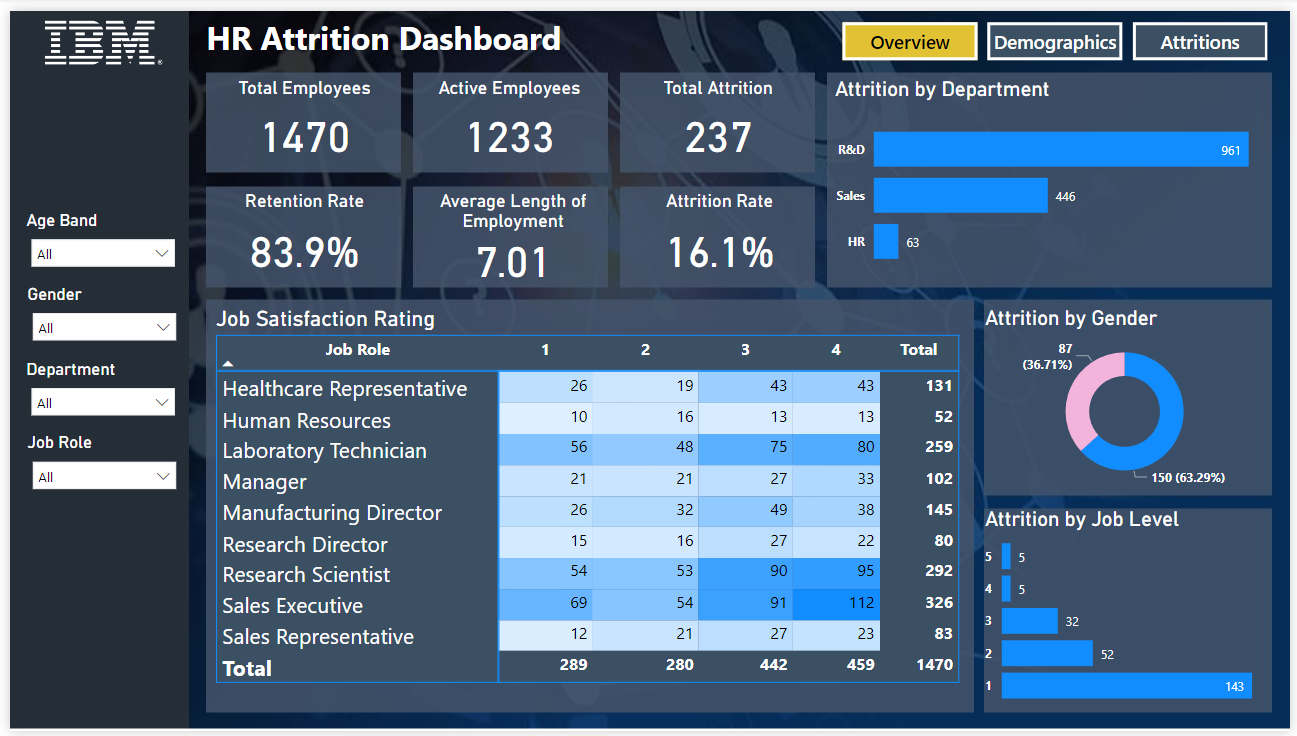 IBM®
HR Attrition Dashboard
Overview
Demographics
Attritions
Age Band
All
Gender
All
Department
All
Job Role
All
Total Employees
1470
Active Employees
1233
Total Attrition
237
Retention Rate
83.9%
Average Length of
Employment
7.01
Attrition Rate
16.1%
Attrition by Department
R&D 961
Sales 446
HR 63
Job Satisfaction Rating
Job Role 1 2 3 4 Total
Healthcare Representative 26 19 43 43 131
Human Resources 10 16 13 13 52
Laboratory Technician 56 48 75 80 259
Manager 21 21 27 33 102
Manufacturing Director 26 32 49 38 145
Research Director 15 16 27 22 80
Research Scientist 54 53 90 95 292
Sales Executive 69 54 91 112 326
Sales Representative 12 21 27 23 83
Total 289 280 442 459 1470
Attrition by Gender
87
(36.71%)
150 (63.29%)
Attrition by Job Level
5 5
4 5
3 32
2 52
1 143